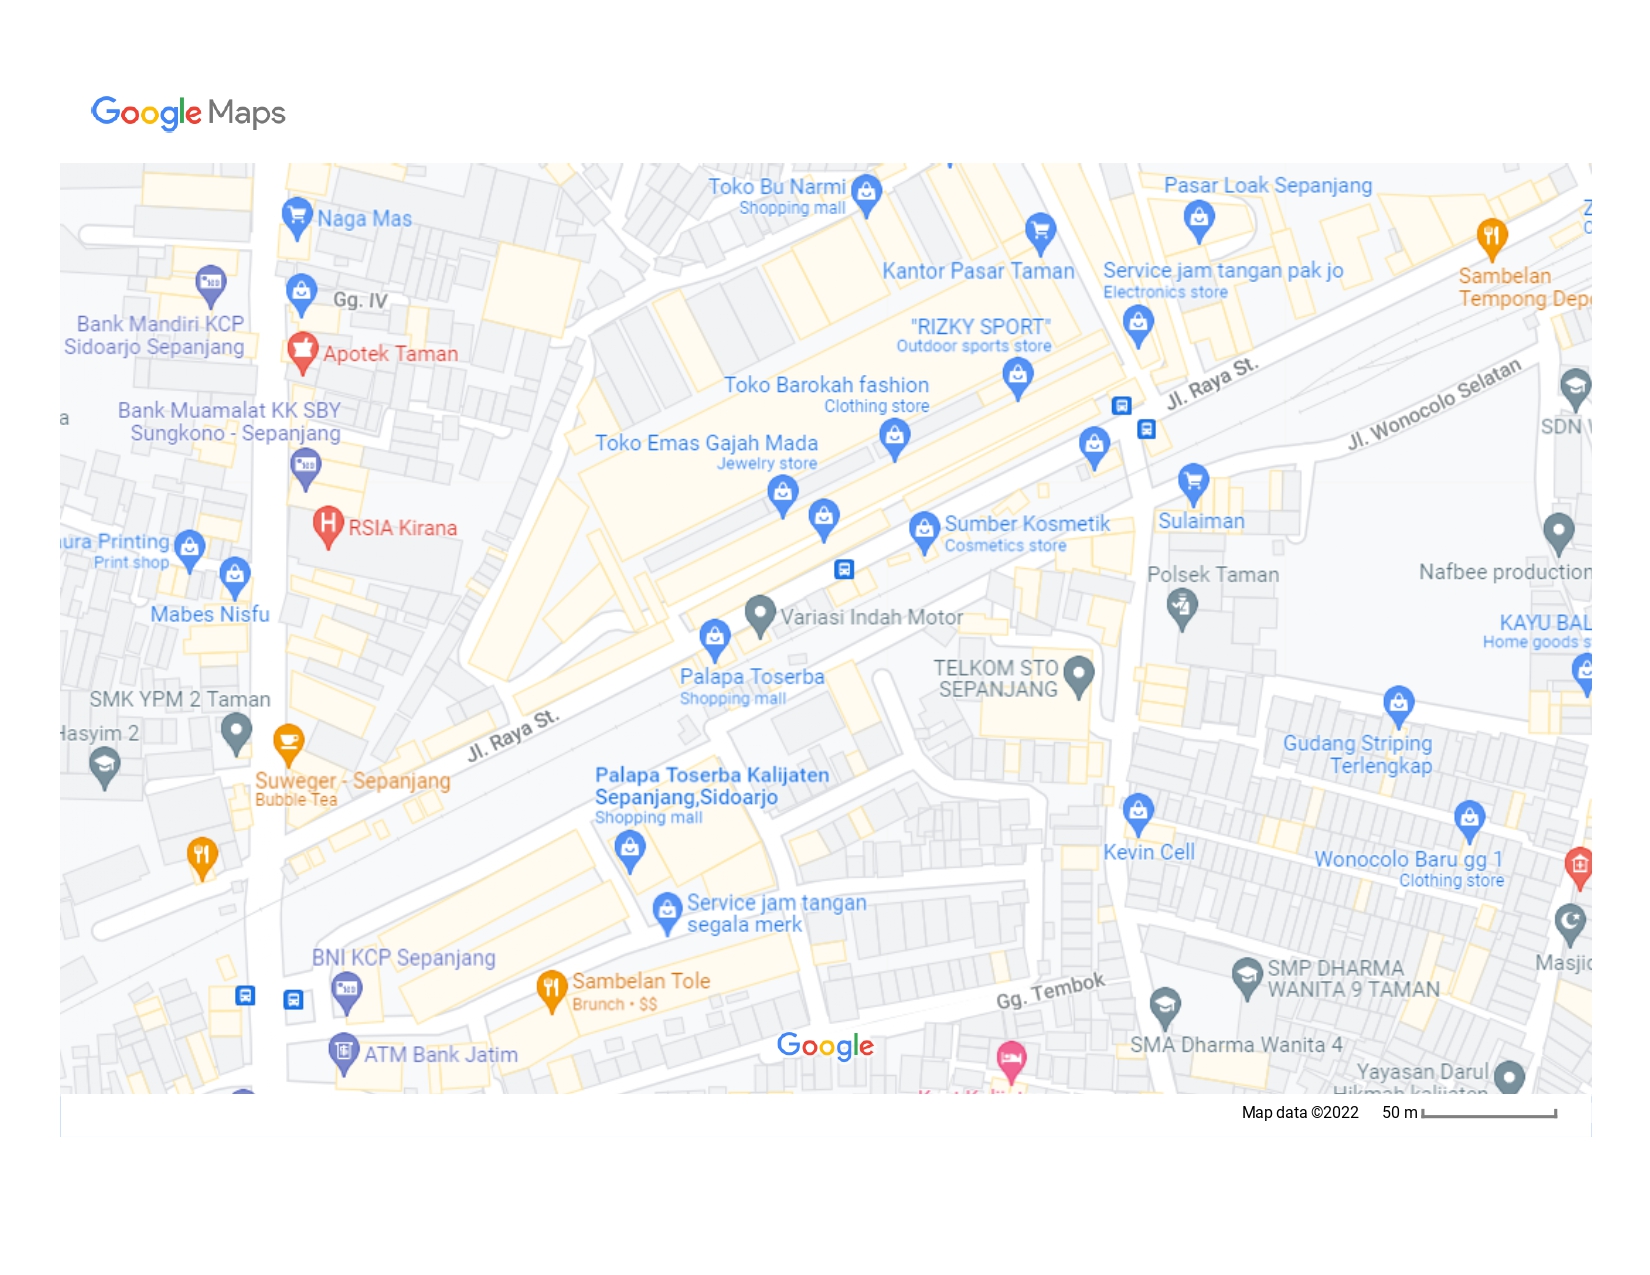 Google Maps
Toko Bu Narmi
Shopping mall
Pasar Loak Sepanjang
Naga Mas
Kantor Pasar Taman
Service jam tangan pak jo
Electronics store
Sambelan
Tempong Depo
Gg. IV
Bank Mandiri KCP
Sidoarjo Sepanjang
Apotek Taman
"RIZKY SPORT"
Outdoor sports store
Jl. Raya St.
Jl. Wonocolo Selatan
Toko Barokah fashion
Clothing store
Bank Muamalat KK SBY
Sungkono - Sepanjang
a
SDN
Toko Emas Gajah Mada
Jewelry store
RSIA Kirana
Sumber Kosmetik
Cosmetics store
Sulaiman
ura Printing
Print shop
Mabes Nisfu
Polsek Taman
Nafbee production
Variasi Indah Motor
KAYU BAL
Home goods s
Palapa Toserba
Shopping mall
TELKOM STO
SEPANJANG
SMK YPM 2 Taman
Hasyim 2
Jl. Raya St.
Gudang Striping
Terlengkap
Suweger - Sepanjang
Bubble Tea
Palapa Toserba Kalijaten
Sepanjang,Sidoarjo
Shopping mall
Kevin Cell
Wonocolo Baru gg 1
Clothing store
Service jam tangan
segala merk
BNI KCP Sepanjang
Sambelan Tole
Brunch • $$
Gg. Tembok
SMP DHARMA
WANITA 9 TAMAN
Masjid
SMA Dharma Wanita 4
Google
ATM Bank Jatim
Yayasan Darul
Hikmah kalijaten
Map data ©2022
50 m